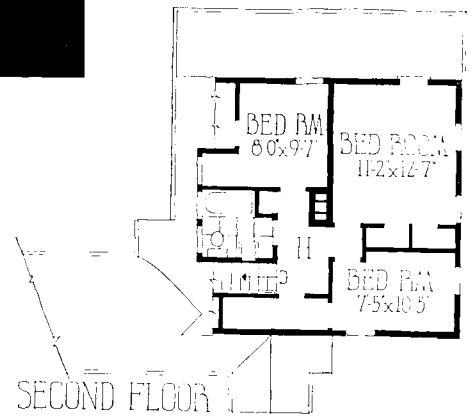 BED RM
8'0"x9'7"
BED ROOM
11'-2"x12'-7"
H
D
BED RM
7'-5"x10'5"
SECOND FLOOR